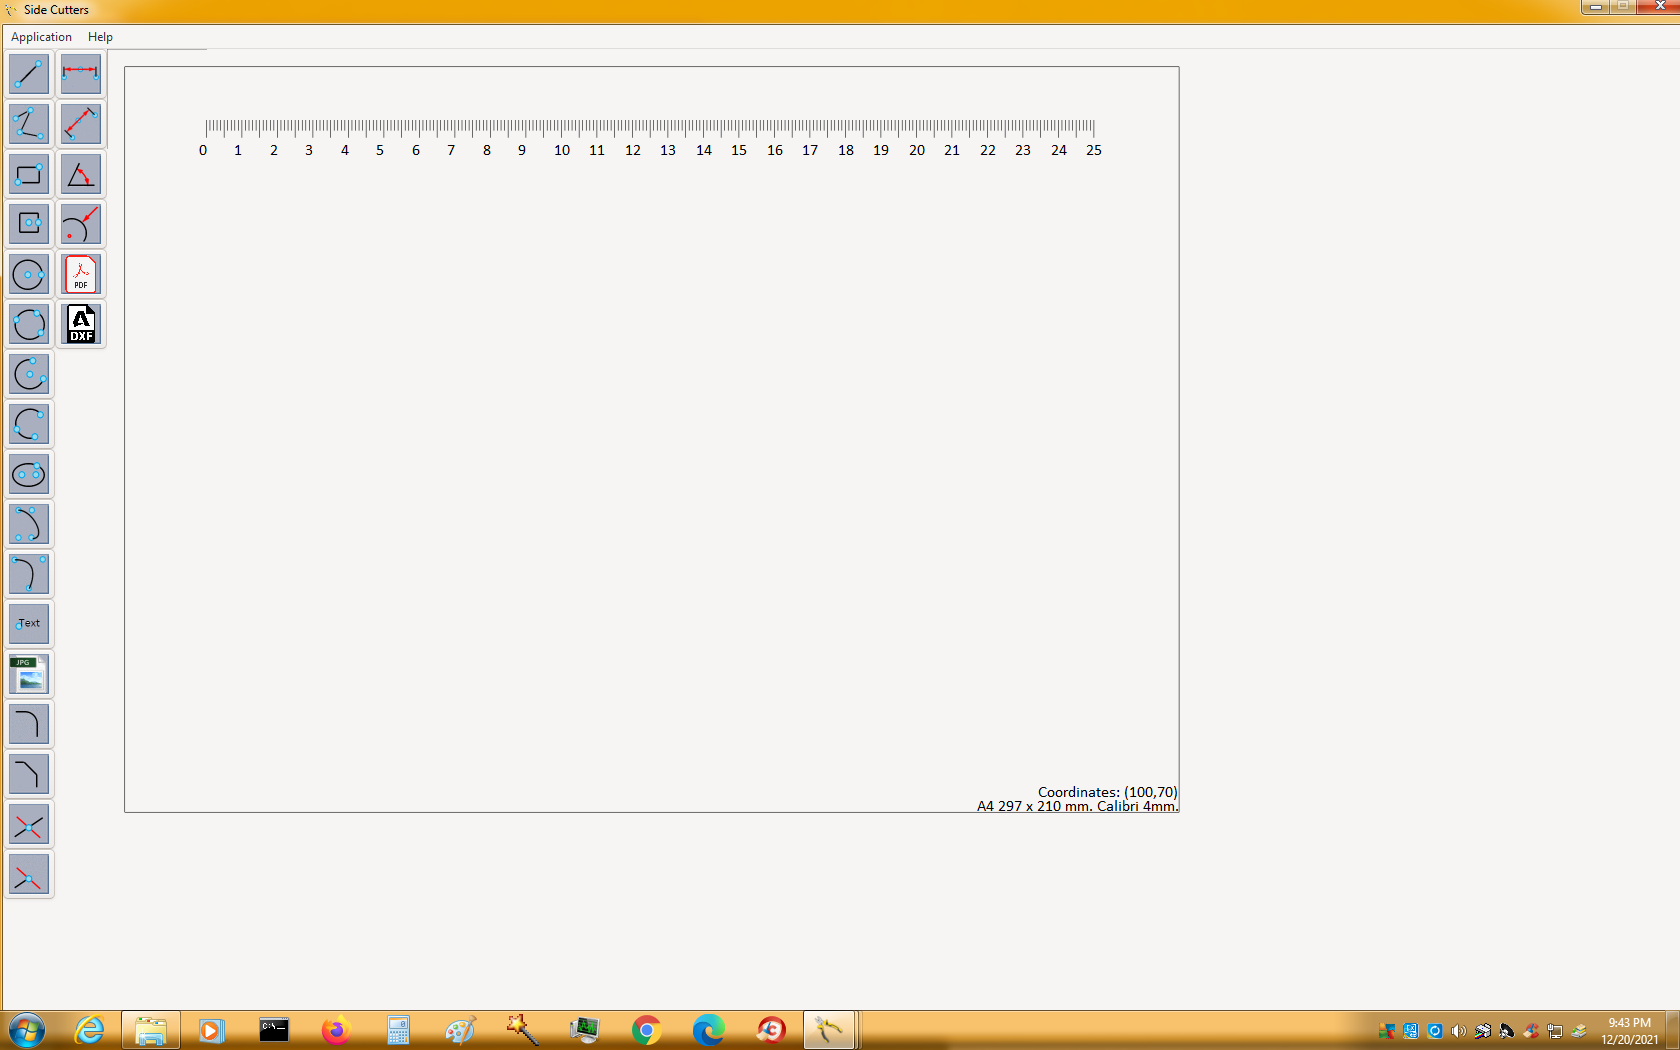 Side Cutters
Application Help
0 1 2 3 4 5 6 7 8 9 10 11 12 13 14 15 16 17 18 19 20 21 22 23 24 25
PDF
DXF
Text
JPG
Coordinates: (100,70)
A4 297 x 210 mm. Calibri 4mm.
C:\._
9:43 PM
12/20/2021